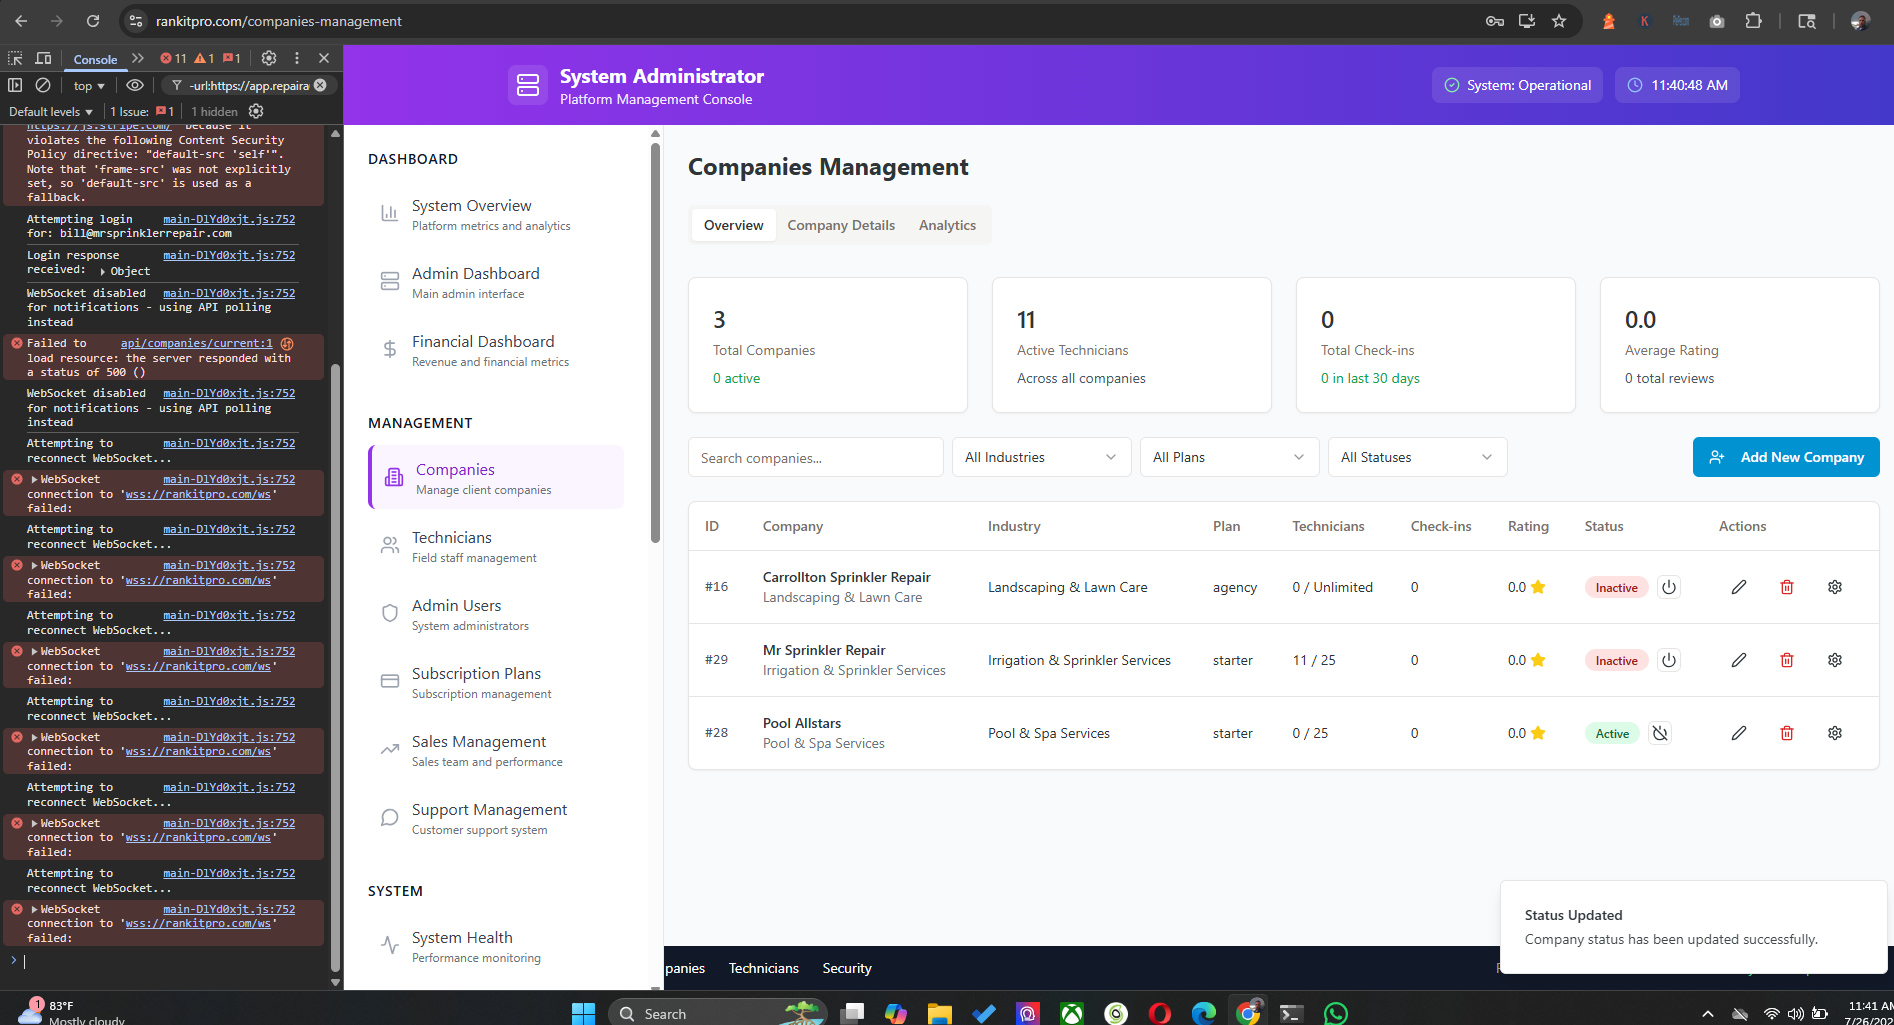 rankitpro.com/companies-management
K
Console
11
1
1
top
-url:https://app.repaira
Default levels
1 Issue:
1
1 hidden
https://js.stripe.com/' because it
violates the following Content Security
Policy directive: "default-src 'self'".
Note that 'frame-src' was not explicitly
set, so 'default-src' is used as a
fallback.
Attempting login main-DlYd0xjt.js:752
for: bill@mrsprinklerrepair.com
Login response main-DlYd0xjt.js:752
received: Object
WebSocket disabled main-DlYd0xjt.js:752
for notifications - using API polling
instead
Failed to api/companies/current:1
load resource: the server responded with
a status of 500 ()
WebSocket disabled main-DlYd0xjt.js:752
for notifications - using API polling
instead
Attempting to main-DlYd0xjt.js:752
reconnect WebSocket...
WebSocket main-DlYd0xjt.js:752
connection to 'wss://rankitpro.com/ws'
failed:
Attempting to main-DlYd0xjt.js:752
reconnect WebSocket...
WebSocket main-DlYd0xjt.js:752
connection to 'wss://rankitpro.com/ws'
failed:
Attempting to main-DlYd0xjt.js:752
reconnect WebSocket...
WebSocket main-DlYd0xjt.js:752
connection to 'wss://rankitpro.com/ws'
failed:
Attempting to main-DlYd0xjt.js:752
reconnect WebSocket...
WebSocket main-DlYd0xjt.js:752
connection to 'wss://rankitpro.com/ws'
failed:
Attempting to main-DlYd0xjt.js:752
reconnect WebSocket...
WebSocket main-DlYd0xjt.js:752
connection to 'wss://rankitpro.com/ws'
failed:
Attempting to main-DlYd0xjt.js:752
reconnect WebSocket...
WebSocket main-DlYd0xjt.js:752
connection to 'wss://rankitpro.com/ws'
failed:
System Administrator
Platform Management Console
System: Operational
11:40:48 AM
DASHBOARD
System Overview
Platform metrics and analytics
Admin Dashboard
Main admin interface
Financial Dashboard
Revenue and financial metrics
MANAGEMENT
Companies
Manage client companies
Technicians
Field staff management
Admin Users
System administrators
Subscription Plans
Subscription management
Sales Management
Sales team and performance
Support Management
Customer support system
SYSTEM
System Health
Performance monitoring
Companies Management
Overview Company Details Analytics
3
Total Companies
0 active
11
Active Technicians
Across all companies
0
Total Check-ins
0 in last 30 days
0.0
Average Rating
0 total reviews
Search companies...
All Industries
All Plans
All Statuses
Add New Company
ID Company Industry Plan Technicians Check-ins Rating Status Actions
#16 Carrollton Sprinkler Repair Landscaping & Lawn Care agency 0 / Unlimited 0 0.0 Inactive
Landscaping & Lawn Care
#29 Mr Sprinkler Repair Irrigation & Sprinkler Services starter 11 / 25 0 0.0 Inactive
Irrigation & Sprinkler Services
#28 Pool Allstars Pool & Spa Services starter 0 / 25 0 0.0 Active
Pool & Spa Services
Status Updated
Company status has been updated successfully.
panies Technicians Security
1
83°F
Mostly cloudy
Search
11:41 AM
7/26/202